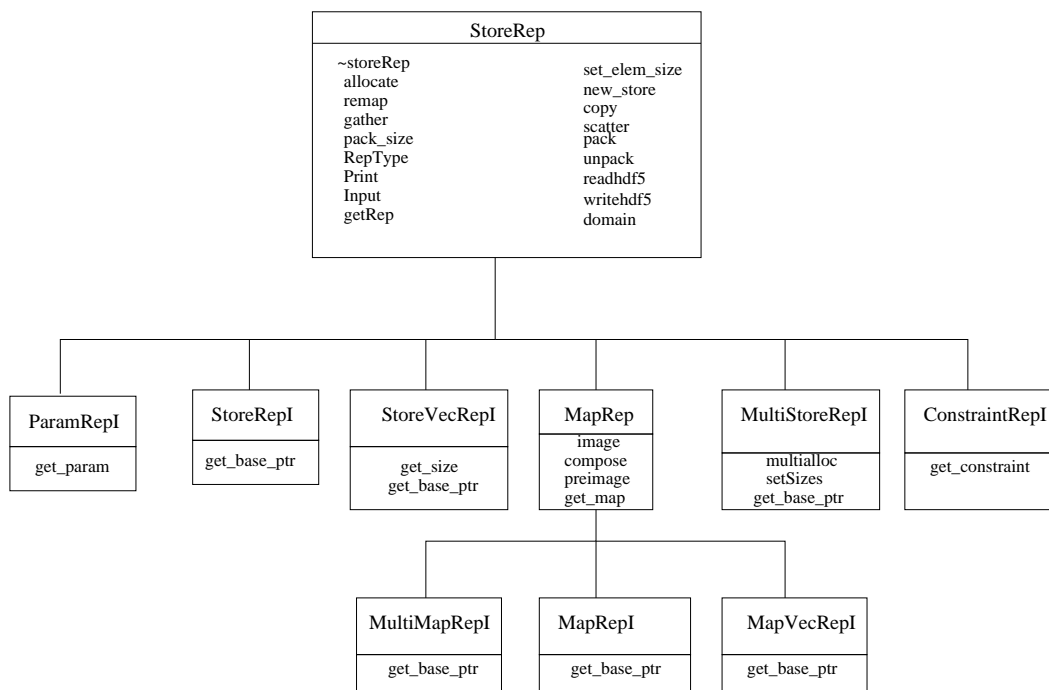 StoreRep
~storeRep
allocate
remap
gather
pack_size
RepType
Print
Input
getRep
set_elem_size
new_store
copy
scatter
pack
unpack
readhdf5
writehdf5
domain
ParamRepI
get_param
StoreRepI
get_base_ptr
StoreVecRepI
get_size
get_base_ptr
MapRep
image
compose
preimage
get_map
MultiStoreRepI
multialloc
setSizes
get_base_ptr
ConstraintRepI
get_constraint
MultiMapRepI
get_base_ptr
MapRepI
get_base_ptr
MapVecRepI
get_base_ptr